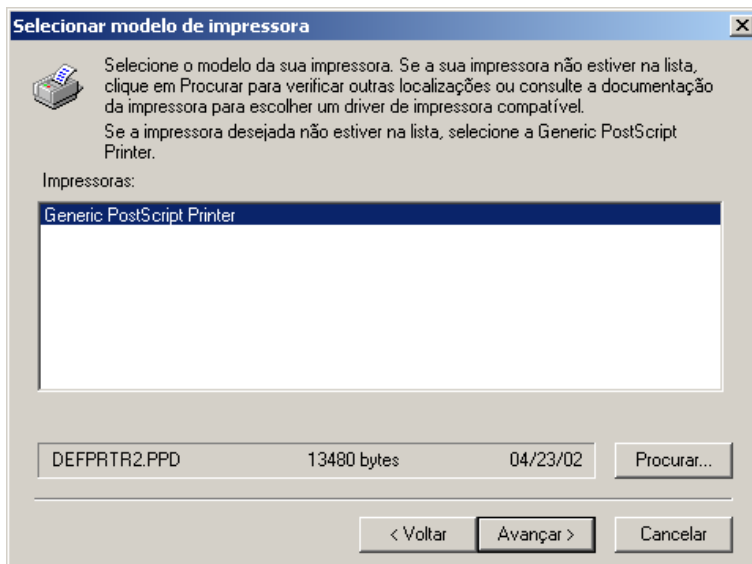 Selecionar modelo de impressora
Selecione o modelo da sua impressora. Se a sua impressora não estiver na lista,
clique em Procurar para verificar outras localizações ou consulte a documentação
da impressora para escolher um driver de impressora compatível.
Se a impressora desejada não estiver na lista, selecione a Generic PostScript
Printer.
Impressoras:
Generic PostScript Printer
DEFPRTR2.PPD 13480 bytes 04/23/02 Procurar...
< Voltar Avançar > Cancelar